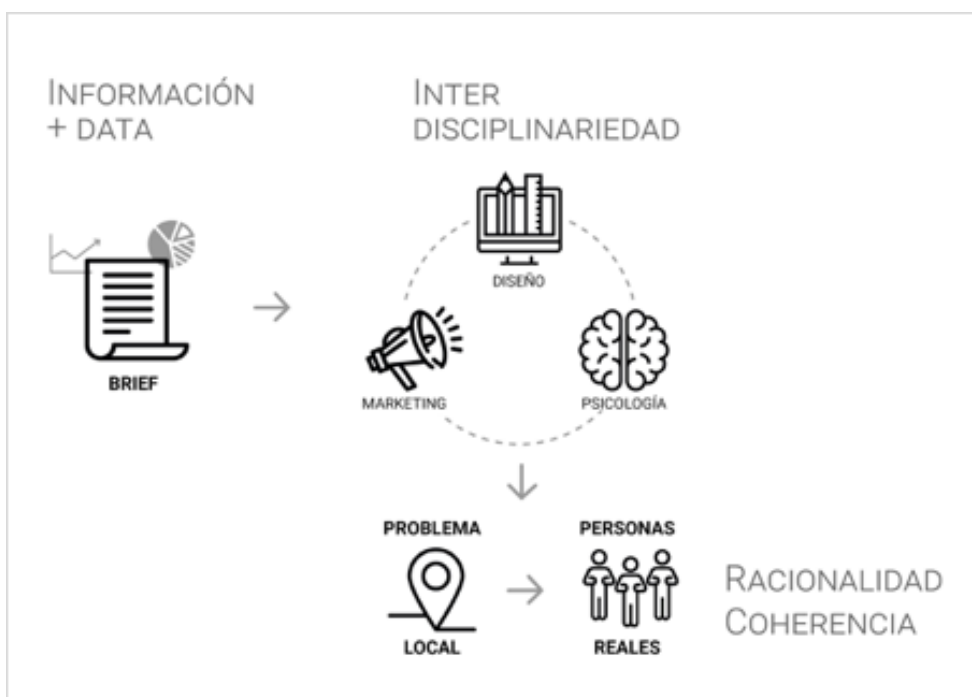 INFORMACIÓN
+ DATA
INTER
DISCIPLINARIEDAD
DISEÑO
MARKETING
PSICOLOGÍA
BRIEF
PROBLEMA
LOCAL
PERSONAS
REALES
RACIONALIDAD
COHERENCIA